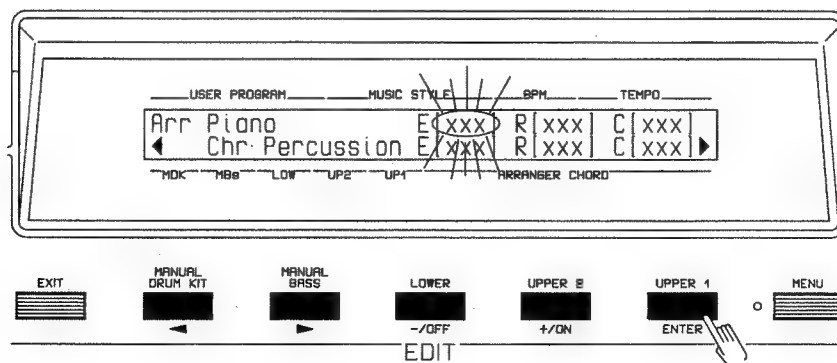 USER PROGRAM MUSIC STYLE BPM TEMPO
Arr Piano E[xxx] R[xxx] C[xxx]
◀ Chr Percussion E[xxx] R[xxx] C[xxx]▶
MDK MBs LOW UP2 UP1 ARRANGER CHORD
EXIT MANUAL DRUM KIT MANUAL BASS LOWER UPPER 2 UPPER 1 MENU
◀ ▶ -/OFF +/ON ENTER
EDIT